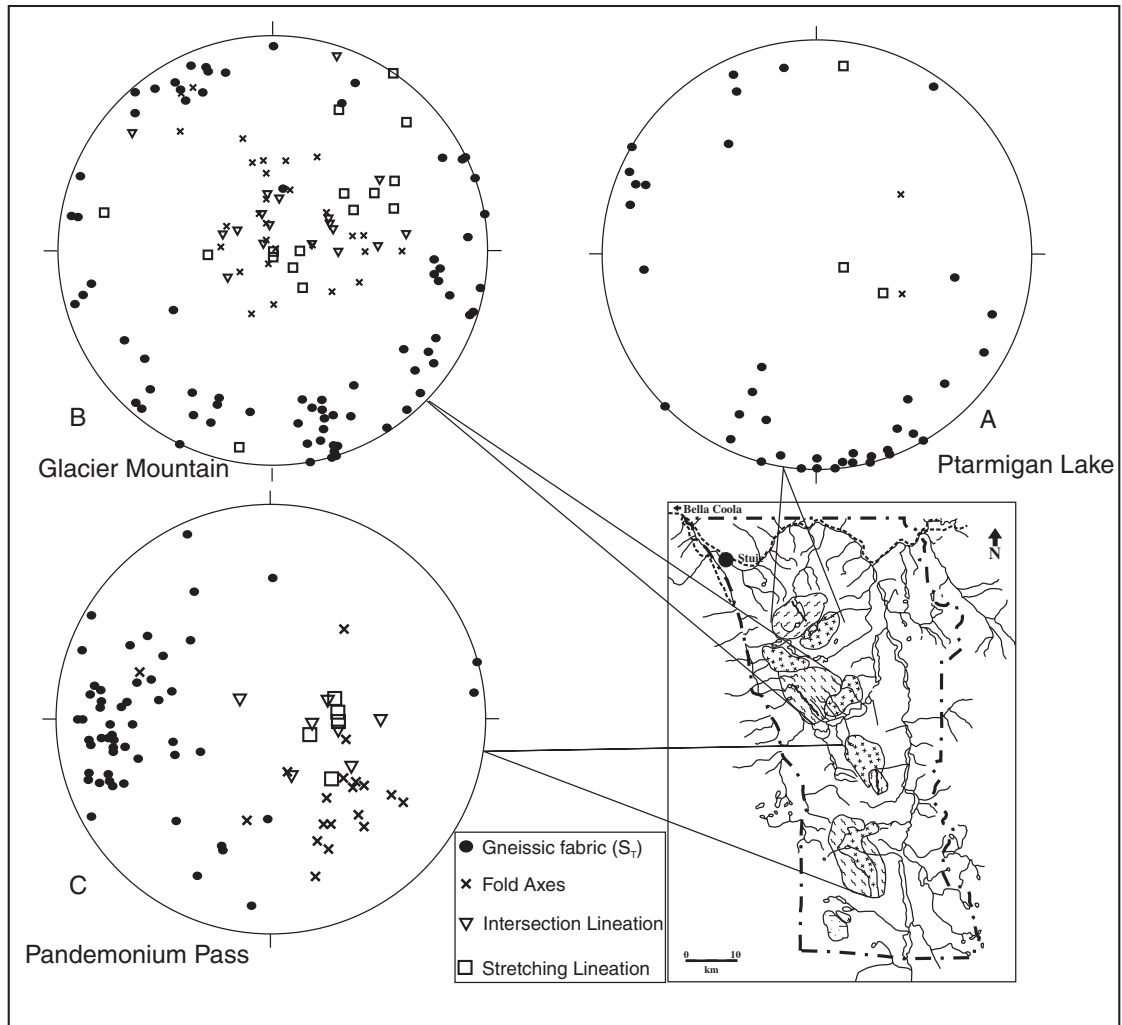 B
Glacier Mountain
A
Ptarmigan Lake
C
Pandemonium Pass
Gneissic fabric (S_T)
Fold Axes
Intersection Lineation
Stretching Lineation
Bella Coola
Stuie
N
0 10
km